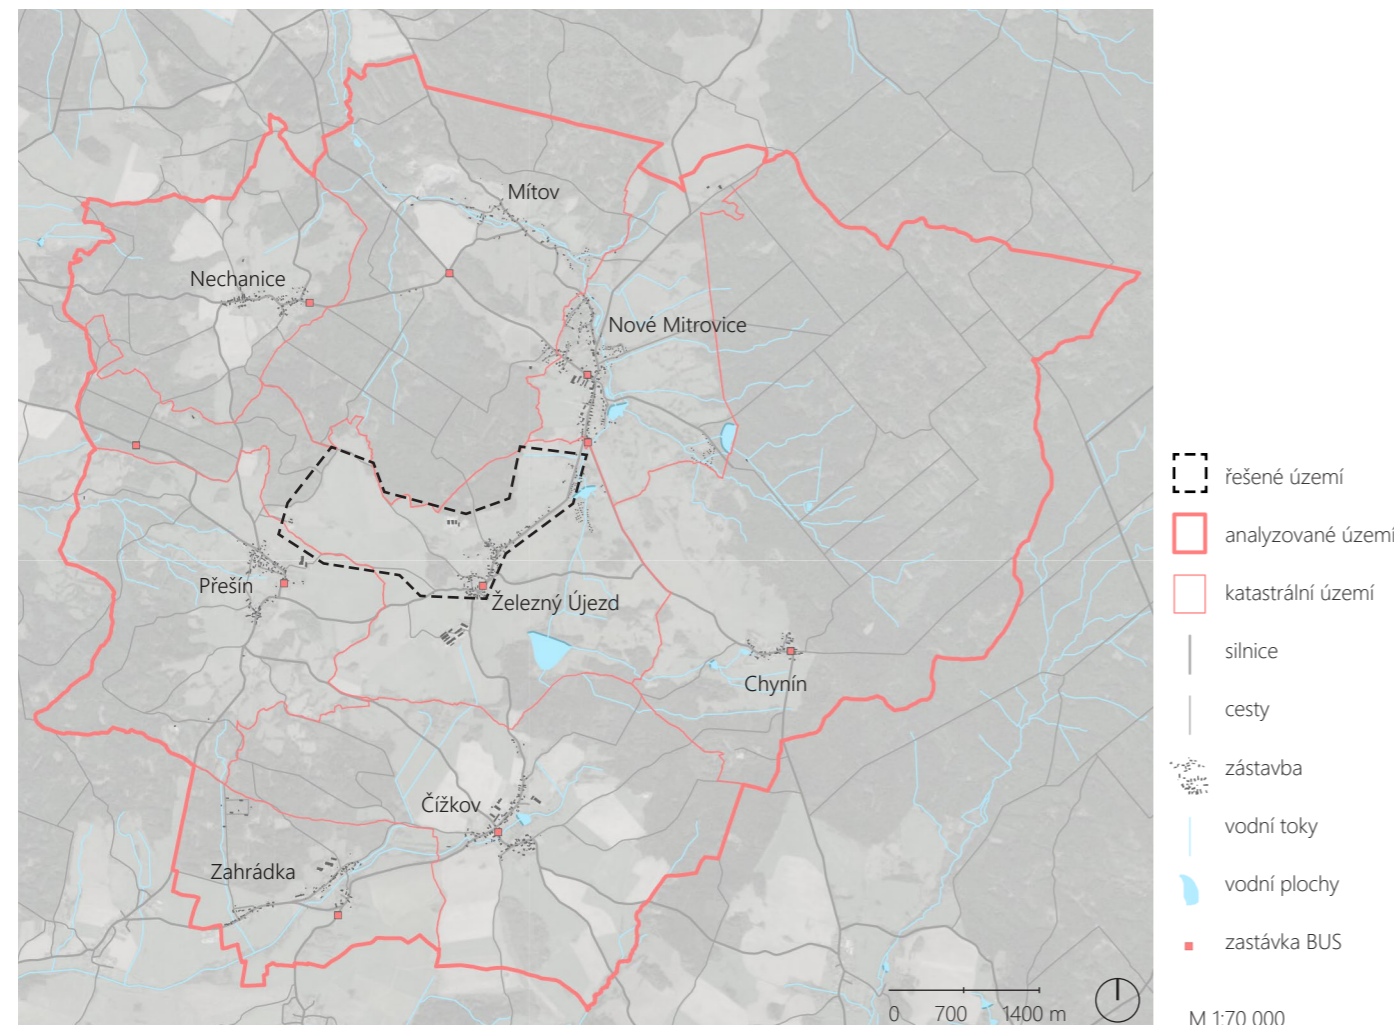 Mítov
Nechanice
Nové Mitrovice
Přešín
Železný Újezd
Chynín
Čížkov
Zahrádka
0 700 1400 m
řešené území
analyzované území
katastrální území
silnice
cesty
zástavba
vodní toky
vodní plochy
zastávka BUS
M 1:70 000